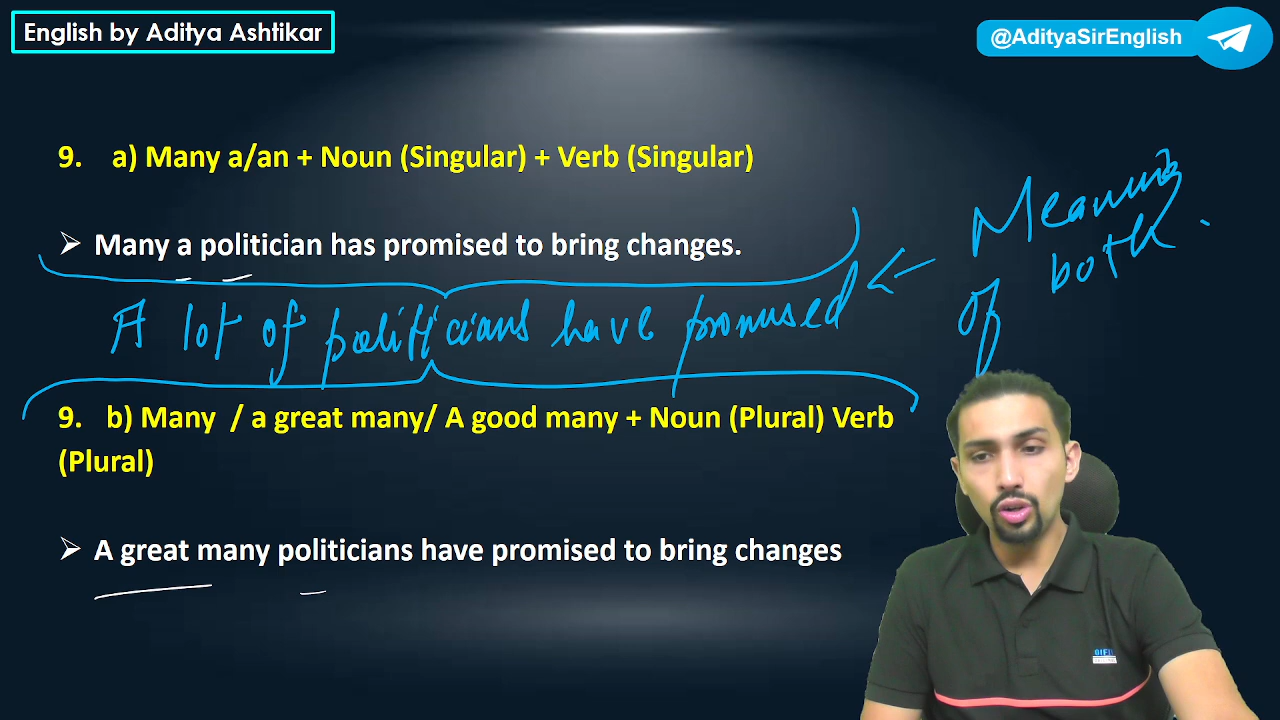 English by Aditya Ashtikar
@AdityaSirEnglish
9. a) Many a/an + Noun (Singular) + Verb (Singular)
➢ Many a politician has promised to bring changes.
Meaning
of both.
A lot of politicians have promised
9. b) Many / a great many/ A good many + Noun (Plural) Verb
(Plural)
➢ A great many politicians have promised to bring changes